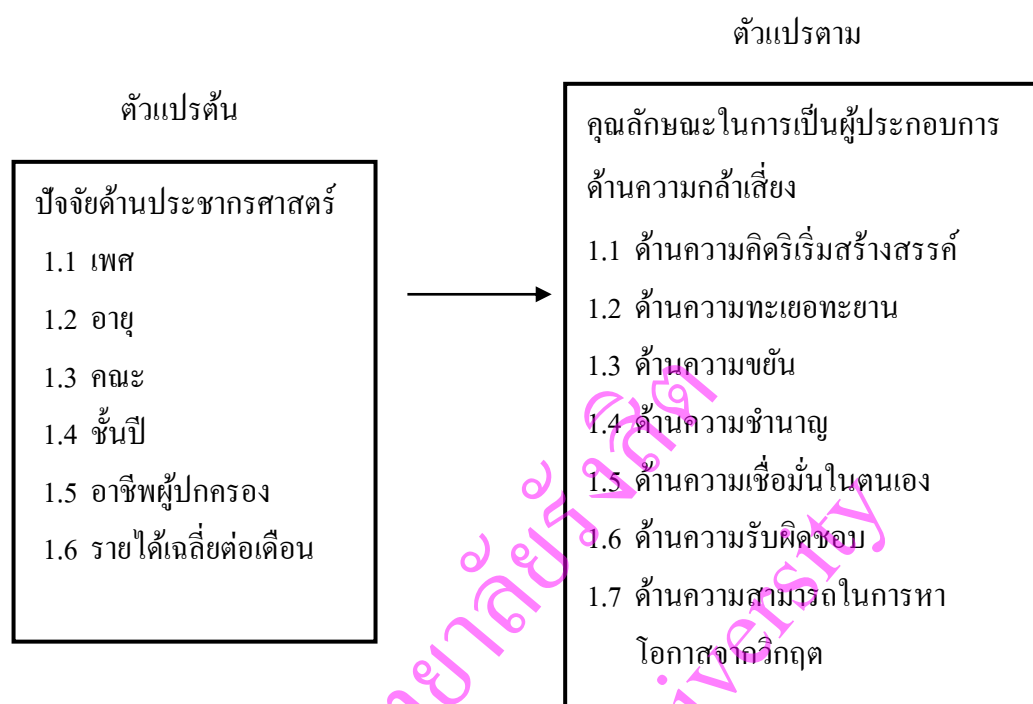 ตัวแปรต้น
ปัจจัยด้านประชากรศาสตร์
1.1 เพศ
1.2 อายุ
1.3 คณะ
1.4 ชั้นปี
1.5 อาชีพผู้ปกครอง
1.6 รายได้เฉลี่ยต่อเดือน
ตัวแปรตาม
คุณลักษณะในการเป็นผู้ประกอบการ
ด้านความกล้าเสี่ยง
1.1 ด้านความคิดริเริ่มสร้างสรรค์
1.2 ด้านความทะเยอทะยาน
1.3 ด้านความขยัน
1.4 ด้านความชำนาญ
1.5 ด้านความเชื่อมั่นในตนเอง
1.6 ด้านความรับผิดชอบ
1.7 ด้านความสามารถในการหา
โอกาสจากวิกฤต
ยาลัยรังสิต
iversity